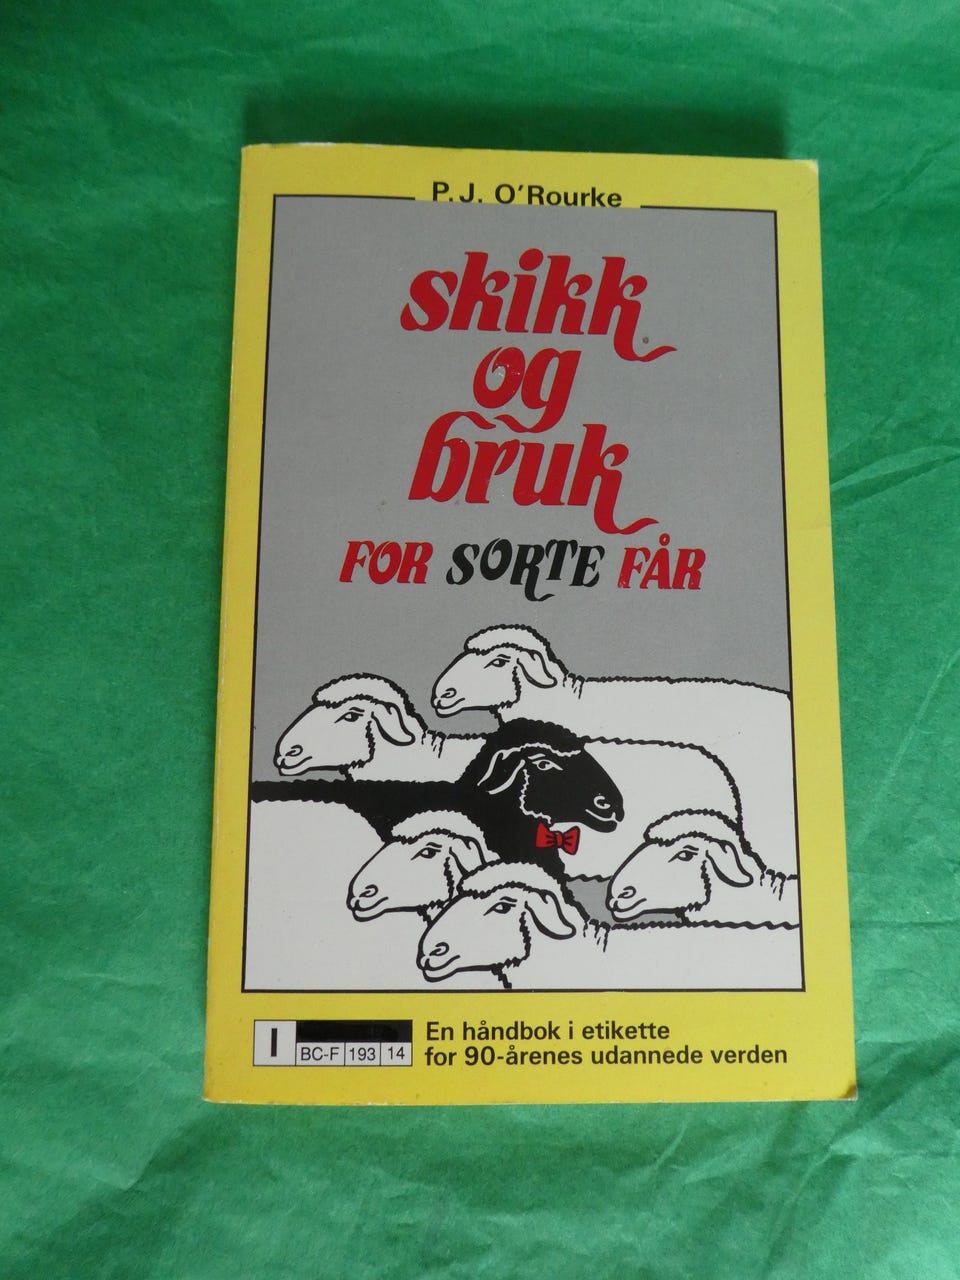 P.J. O'Rourke
skikk
og
bruk
FOR SORTE FÅR
I BC-F 193 14
En håndbok i etikette
for 90-årenes udannede verden